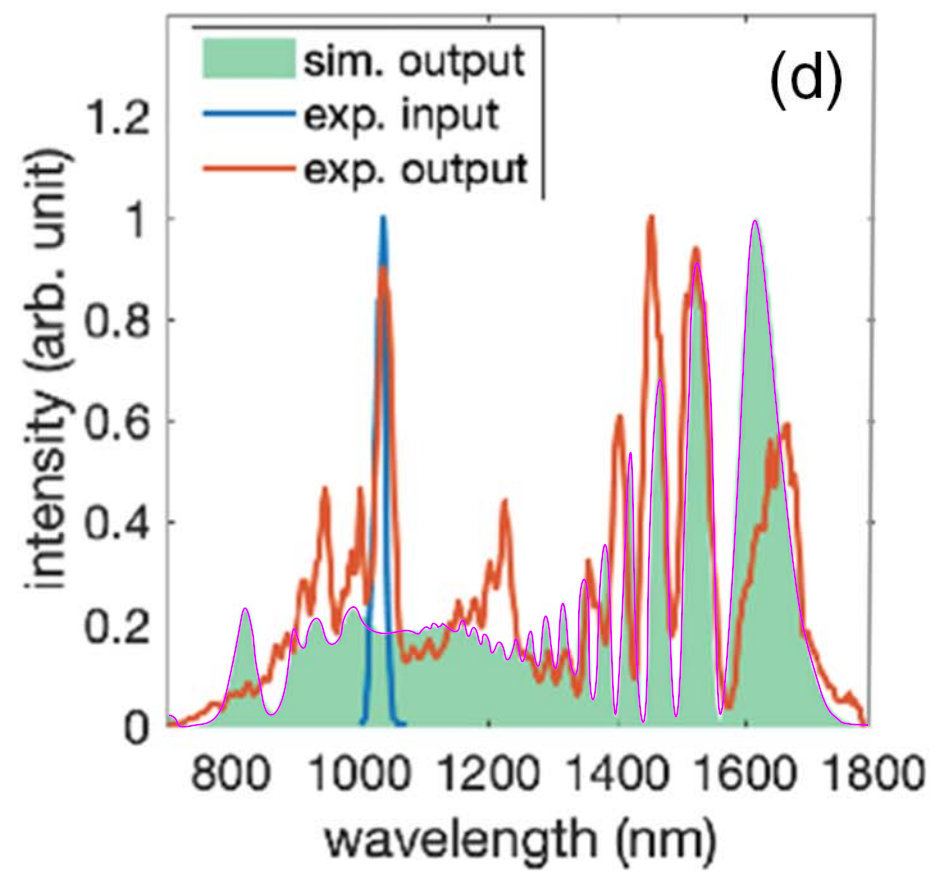 sim. output
(d)
exp. input
exp. output
intensity (arb. unit)
1.2
1
0.8
0.6
0.4
0.2
0
800 1000 1200 1400 1600 1800
wavelength (nm)